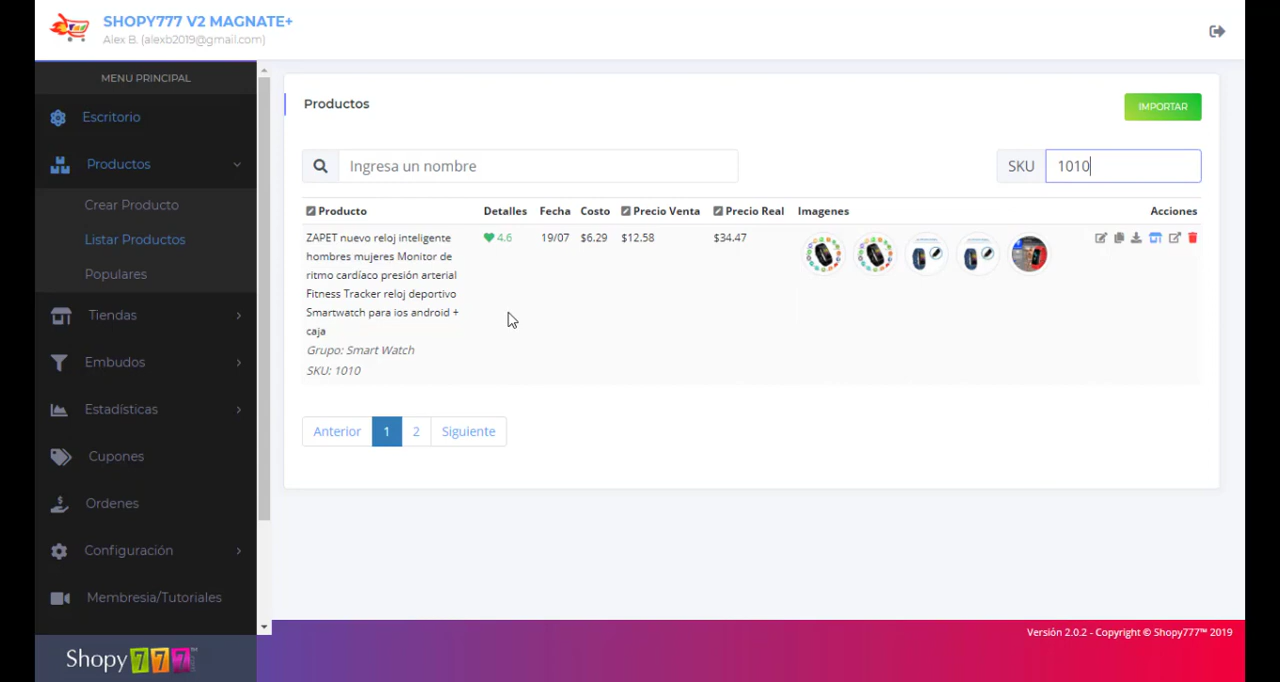 SHOPY777 V2 MAGNATE+
Alex B. (alexb2019@gmail.com)
MENU PRINCIPAL
Escritorio
Productos
Crear Producto
Listar Productos
Populares
Tiendas
Embudos
Estadísticas
Cupones
Ordenes
Configuración
Membresia/Tutoriales
Shopy777™
Productos
IMPORTAR
Ingresa un nombre
SKU 1010
Producto Detalles Fecha Costo Precio Venta Precio Real Imagenes Acciones
ZAPET nuevo reloj inteligente 4.6 19/07 $6.29 $12.58 $34.47
hombres mujeres Monitor de
ritmo cardíaco presión arterial
Fitness Tracker reloj deportivo
Smartwatch para ios android +
caja
Grupo: Smart Watch
SKU: 1010
Anterior 1 2 Siguiente
Versión 2.0.2 - Copyright © Shopy777™ 2019